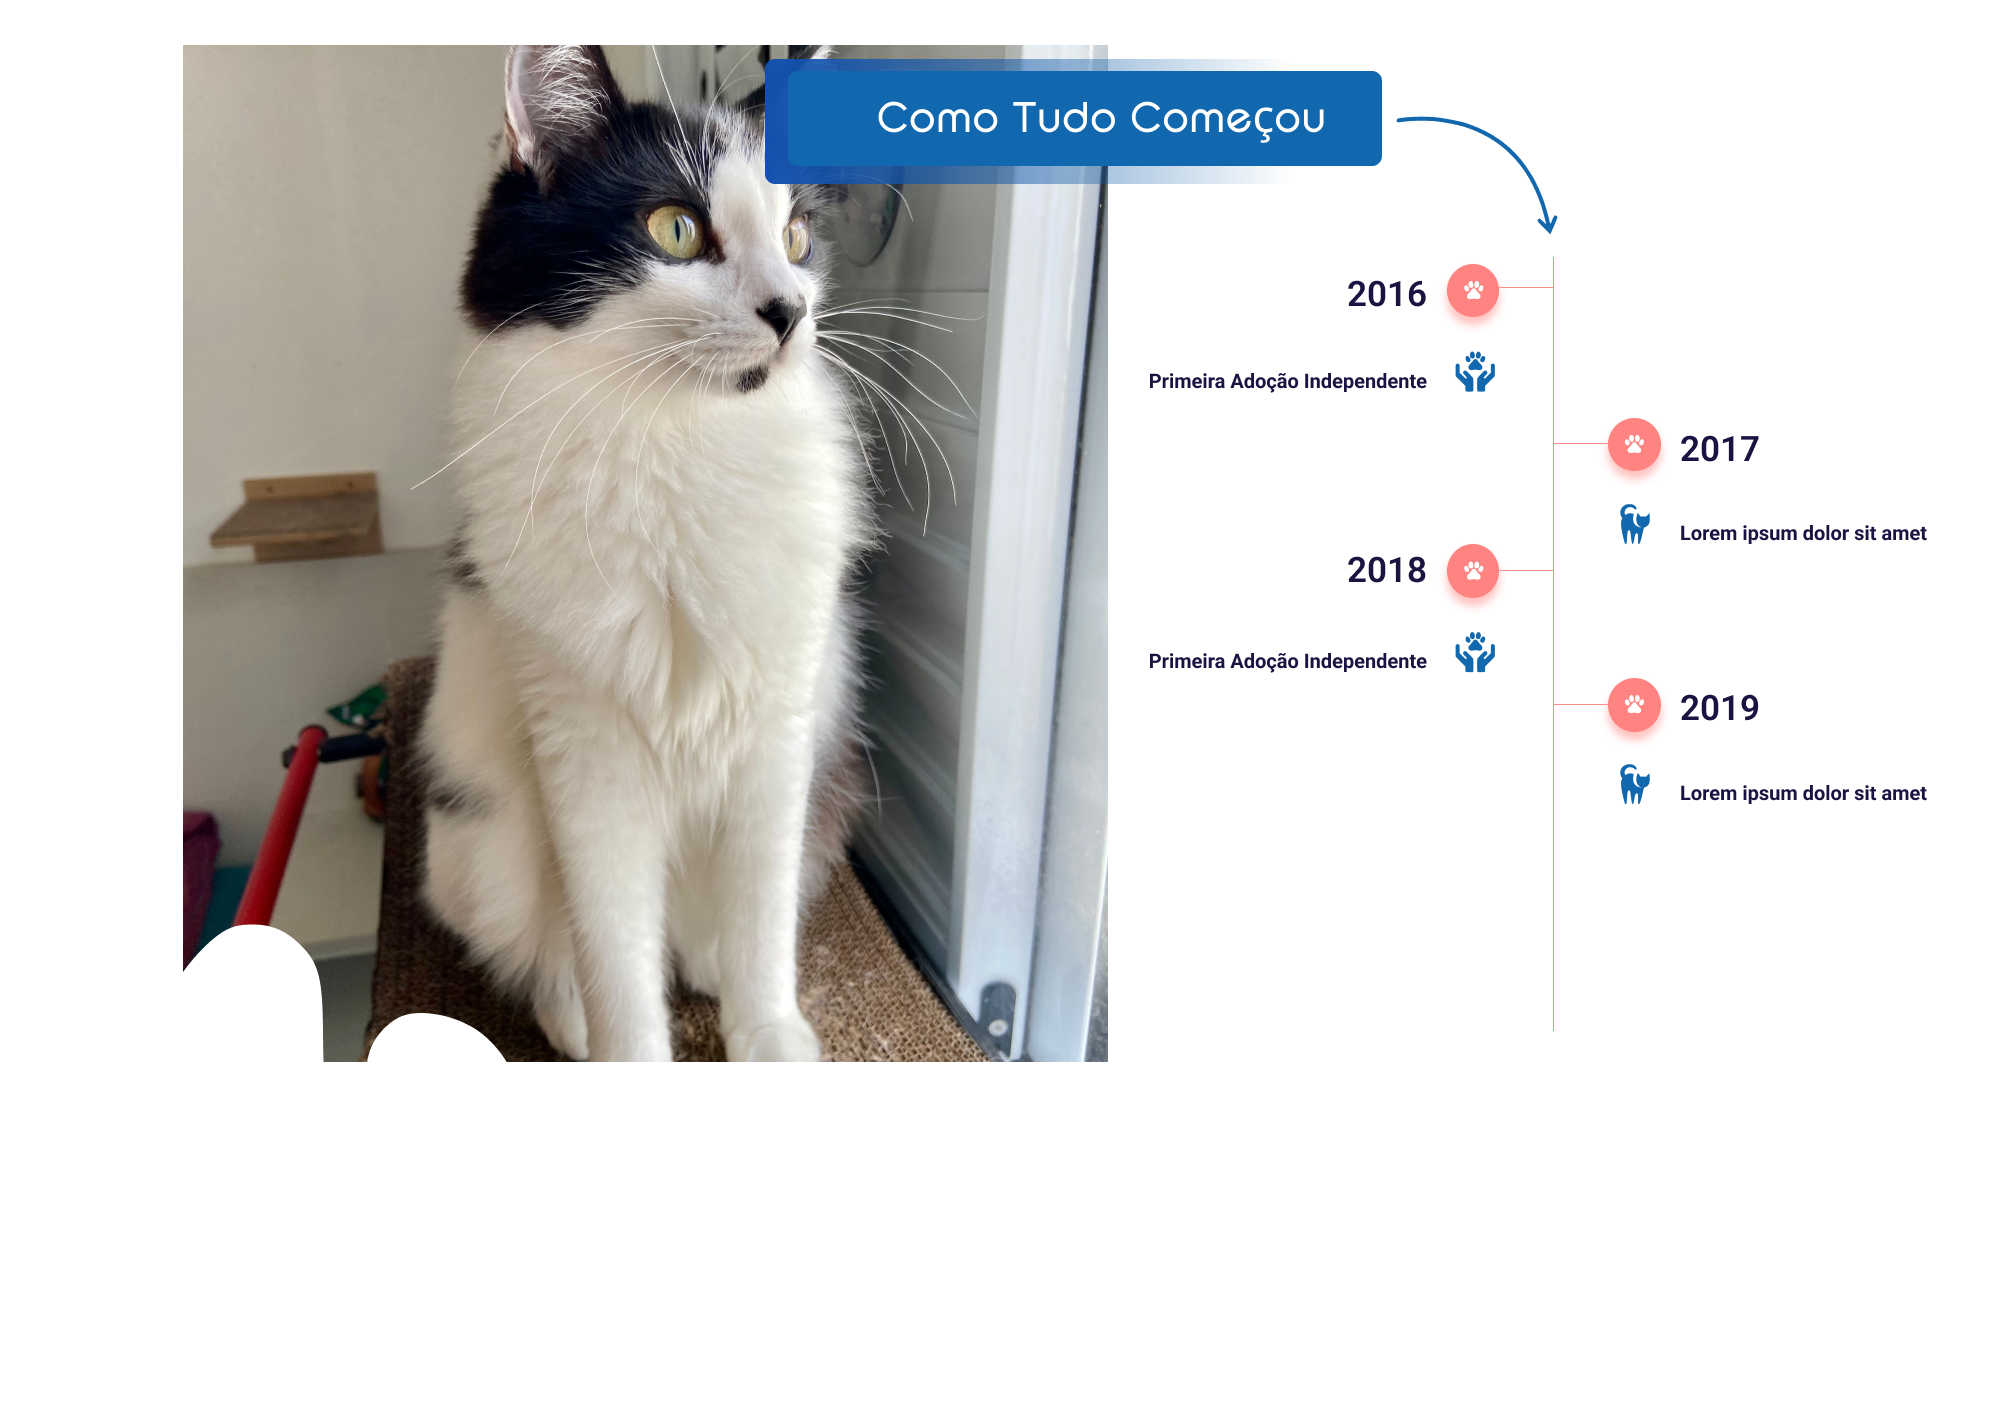 Como Tudo Começou
2016
Primeira Adoção Independente
2017
Lorem ipsum dolor sit amet
2018
Primeira Adoção Independente
2019
Lorem ipsum dolor sit amet